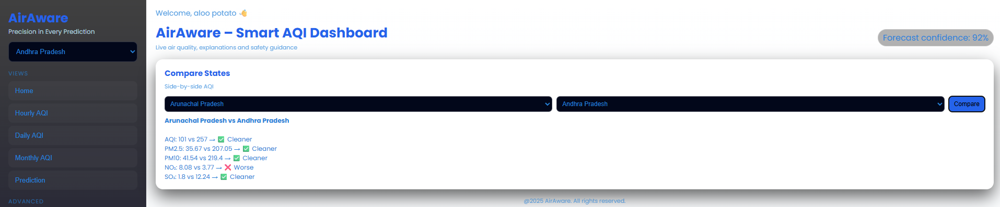 AirAware
Precision in Every Prediction
Andhra Pradesh
VIEWS
Home
Hourly AQI
Daily AQI
Monthly AQI
Prediction
ADVANCED
Welcome, aloo potato 👋
AirAware – Smart AQI Dashboard
Live air quality, explanations and safety guidance
Forecast confidence: 92%
Compare States
Side-by-side AQI
Arunachal Pradesh
Andhra Pradesh
Compare
Arunachal Pradesh vs Andhra Pradesh
AQI: 101 vs 257 → ✅ Cleaner
PM2.5: 35.67 vs 207.05 → ✅ Cleaner
PM10: 41.54 vs 219.4 → ✅ Cleaner
NO₂: 8.08 vs 3.77 → ❌ Worse
SO₂: 1.8 vs 12.24 → ✅ Cleaner
@2025 AirAware. All rights reserved.